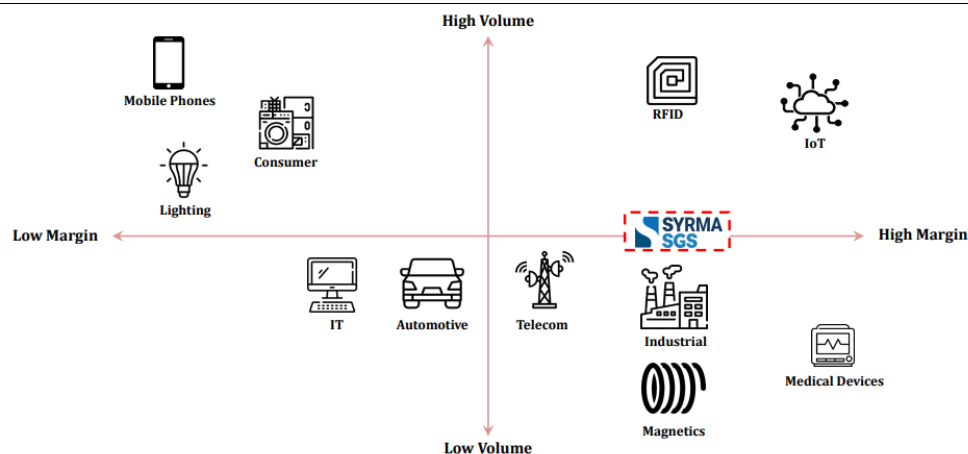 High Volume
Mobile Phones
RFID
Consumer
IoT
Lighting
SYRMA
SGS
Low Margin
High Margin
IT
Automotive
Telecom
Industrial
Medical Devices
Magnetics
Low Volume